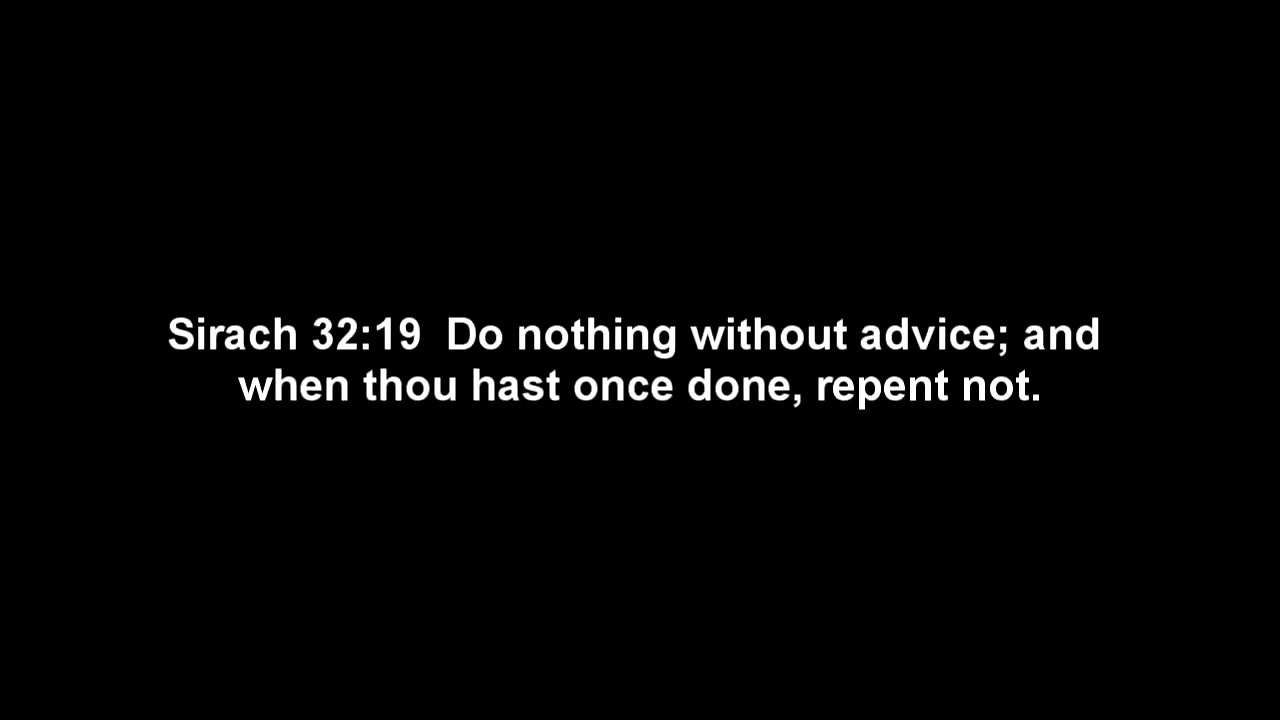 Sirach 32:19  Do nothing without advice; and
when thou hast once done, repent not.